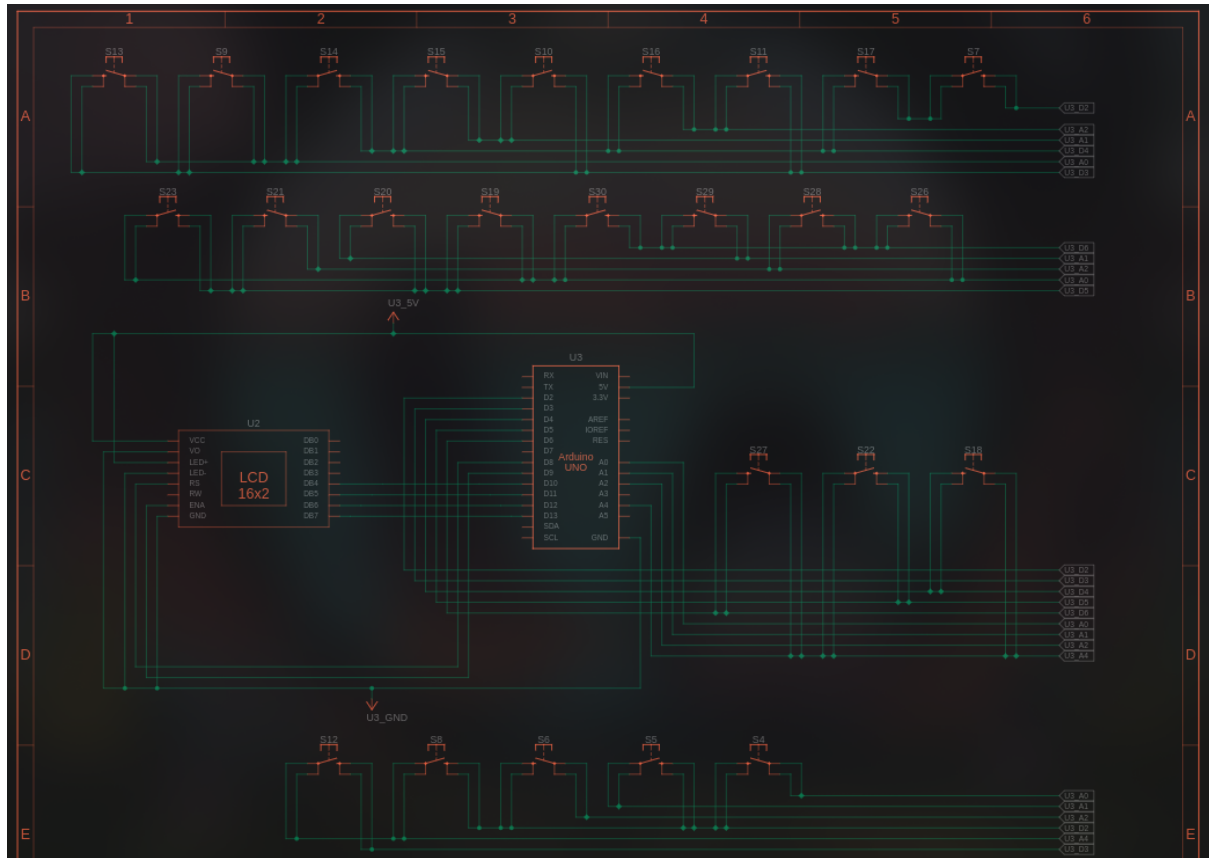 1 2 3 4 5 6
S13 S9 S14 S15 S10 S16 S11 S17 S7
A A
U3_D2
U3_A2
U3_A1
U3_D4
U3_A0
U3_D3
S23 S21 S20 S19 S30 S29 S28 S26
U3_D6
U3_A1
U3_A2
U3_A0
U3_D5
B B
U3_5V
U3
RX VIN
TX 5V
D2 3.3V
D3
D4 AREF
D5 IOREF
D6 RES
D7
D8 A0
D9 A1
D10 A2
D11 A3
D12 A4
D13 A5
SDA
SCL GND
Arduino
UNO
U2
VCC DB0
VO DB1
LED+ DB2
LED- DB3
RS DB4
RW DB5
ENA DB6
GND DB7
LCD
16x2
S27 S22 S18
C C
U3_D2
U3_D3
U3_D4
U3_D5
U3_D6
U3_A0
U3_A1
U3_A2
U3_A4
D D
U3_GND
S12 S8 S6 S5 S4
U3_A0
U3_A1
U3_A2
U3_D2
U3_A4
U3_D3
E E